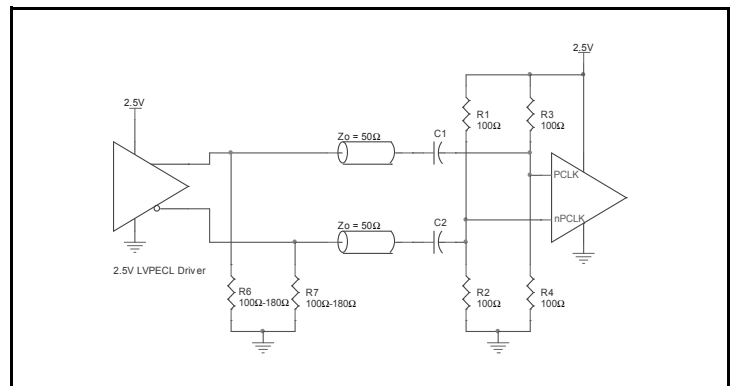 2.5V
2.5V
R1
100Ω
R3
100Ω
Zo = 50Ω
C1
PCLK
nPCLK
Zo = 50Ω
C2
2.5V LVPECL Driver
R6
100Ω-180Ω
R7
100Ω-180Ω
R2
100Ω
R4
100Ω